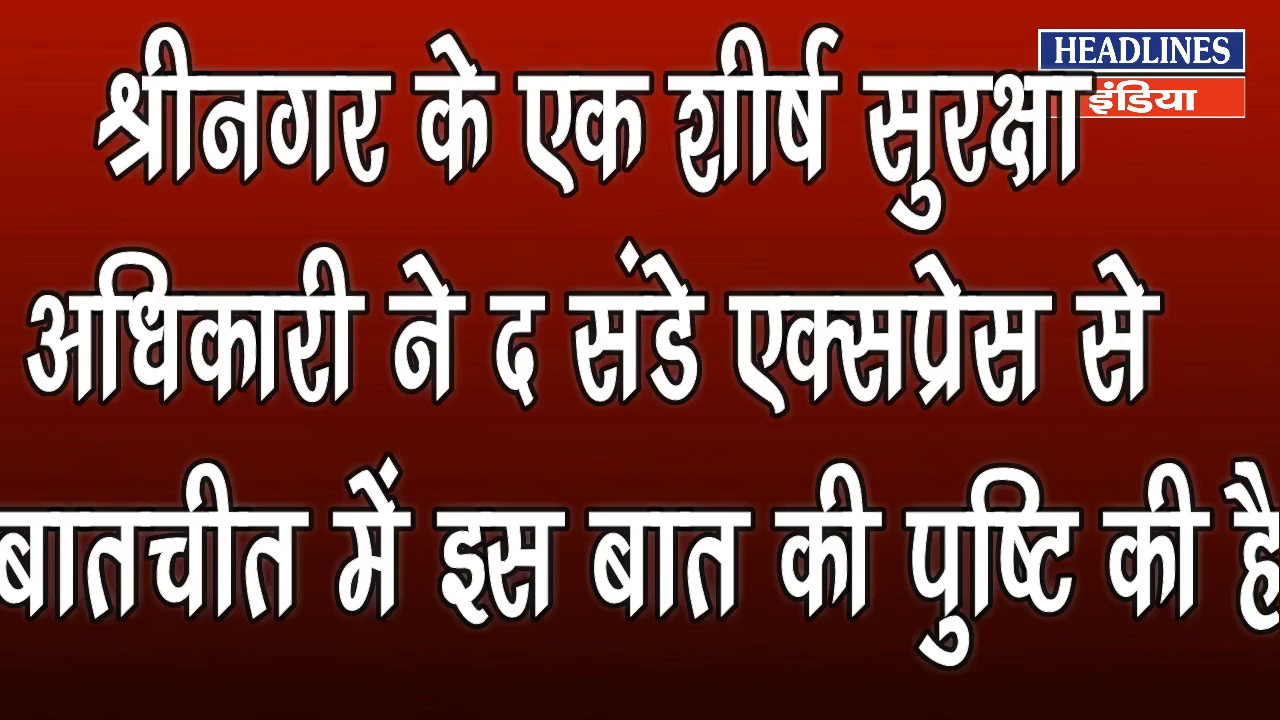 HEADLINES
इंडिया
श्रीनगर के एक शीर्ष सुरक्षा
अधिकारी ने द संडे एक्सप्रेस से
बातचीत में इस बात की पुष्टि की है